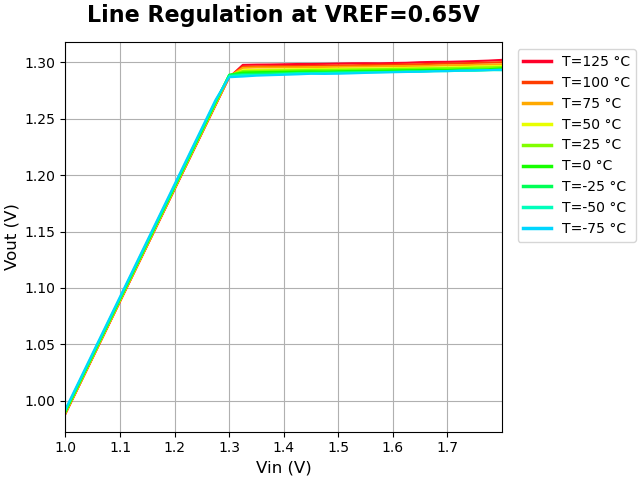 Line Regulation at VREF=0.65V
Vout (V)
1.30
1.25
1.20
1.15
1.10
1.05
1.00
1.0 1.1 1.2 1.3 1.4 1.5 1.6 1.7
Vin (V)
T=125 °C
T=100 °C
T=75 °C
T=50 °C
T=25 °C
T=0 °C
T=-25 °C
T=-50 °C
T=-75 °C